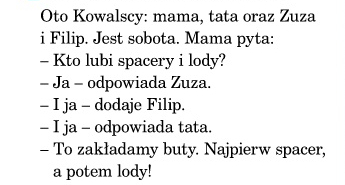 Oto Kowalscy: mama, tata oraz Zuza
i Filip. Jest sobota. Mama pyta:
– Kto lubi spacery i lody?
– Ja – odpowiada Zuza.
– I ja – dodaje Filip.
– I ja – odpowiada tata.
– To zakładamy buty. Najpierw spacer,
a potem lody!